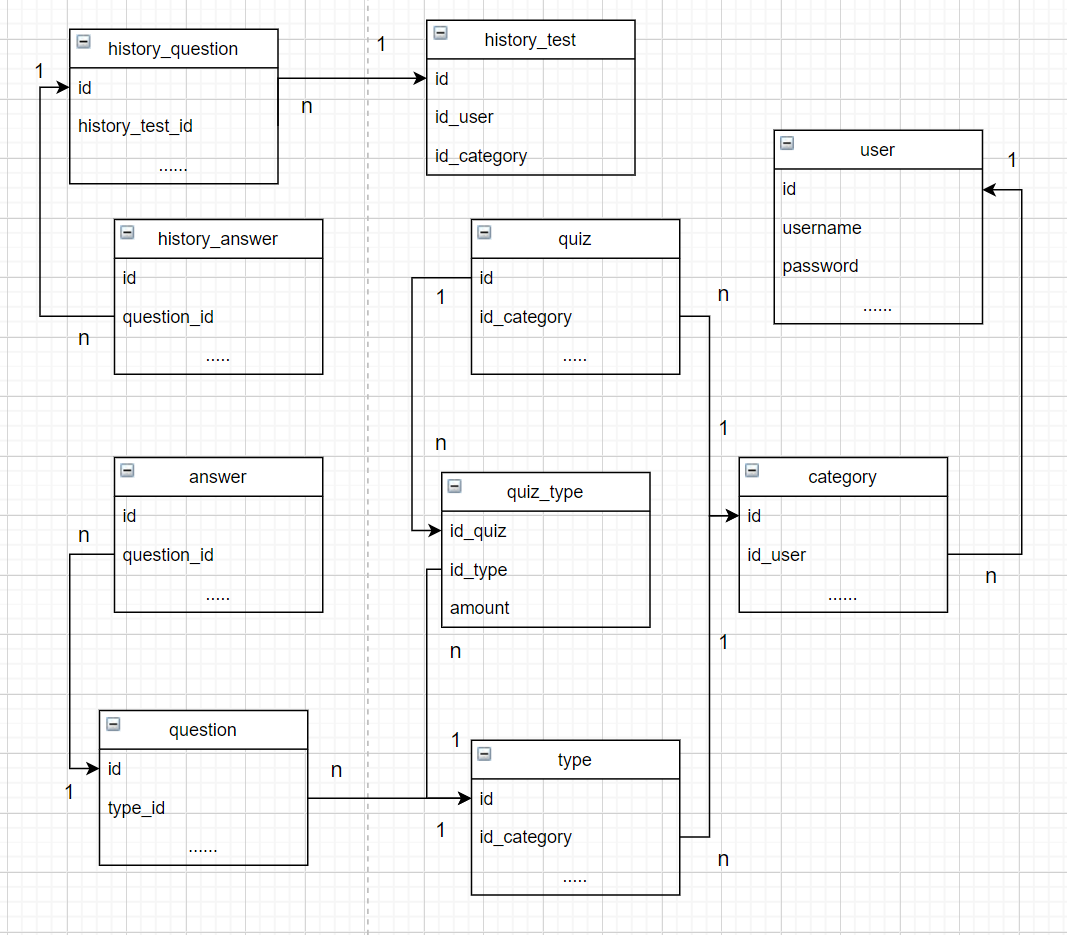 history_question
id
history_test_id
......
1
n
1
history_test
id
id_user
id_category
user
id
username
password
......
1
history_answer
id
question_id
.....
n
quiz
id
id_category
.....
1
n
n
1
answer
id
question_id
.....
n
quiz_type
id_quiz
id_type
amount
n
category
id
id_user
......
n
1
question
id
type_id
......
1
n
1
1
type
id
id_category
.....
n